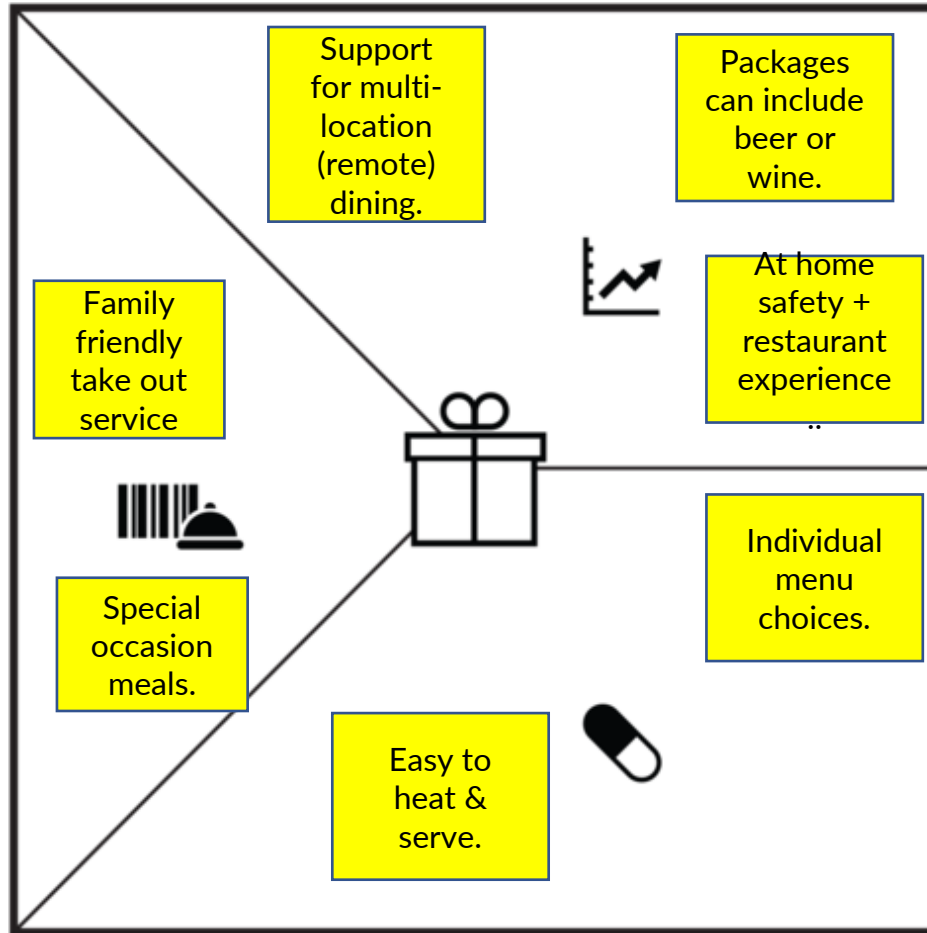 Support
for multi-
location
(remote)
dining.
Packages
can include
beer or
wine.
At home
safety +
restaurant
experience
..
Family
friendly
take out
service
Special
occasion
meals.
Individual
menu
choices.
Easy to
heat &
serve.